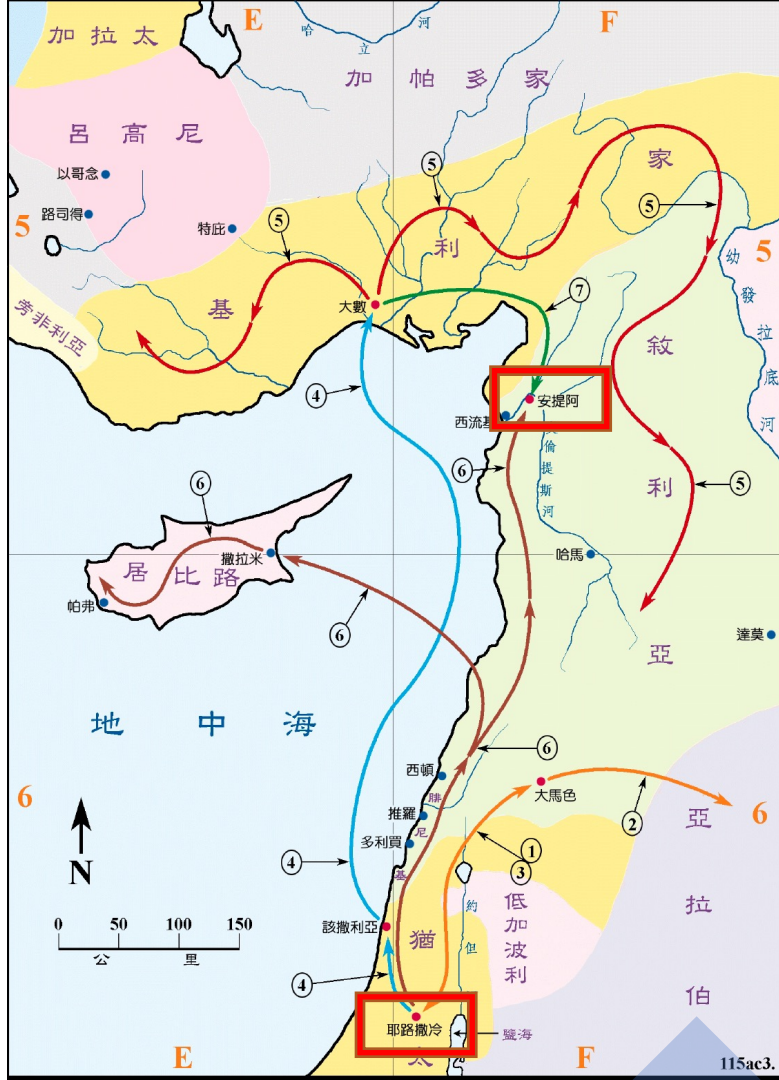 E
F
加拉太
哈立河
加帕多家
呂高尼
以哥念
路司得
特庇
5
5
家
利
基
旁非利亞
大數
幼發拉底河
敘
利
亞
安提阿
西流基
倫提斯河
哈馬
達莫
撒拉米
居比路
帕弗
地中海
西頓
推羅
多利買
腓
尼
基
大馬色
6
6
亞
拉
伯
低加波利
約但
該撒利亞
猶
太
耶路撒冷
鹽海
N
0 50 100 150
公里
①
③
②
④
④
④
⑤
⑤
⑤
⑤
⑥
⑥
⑥
⑥
⑦
E
F
115ac3.